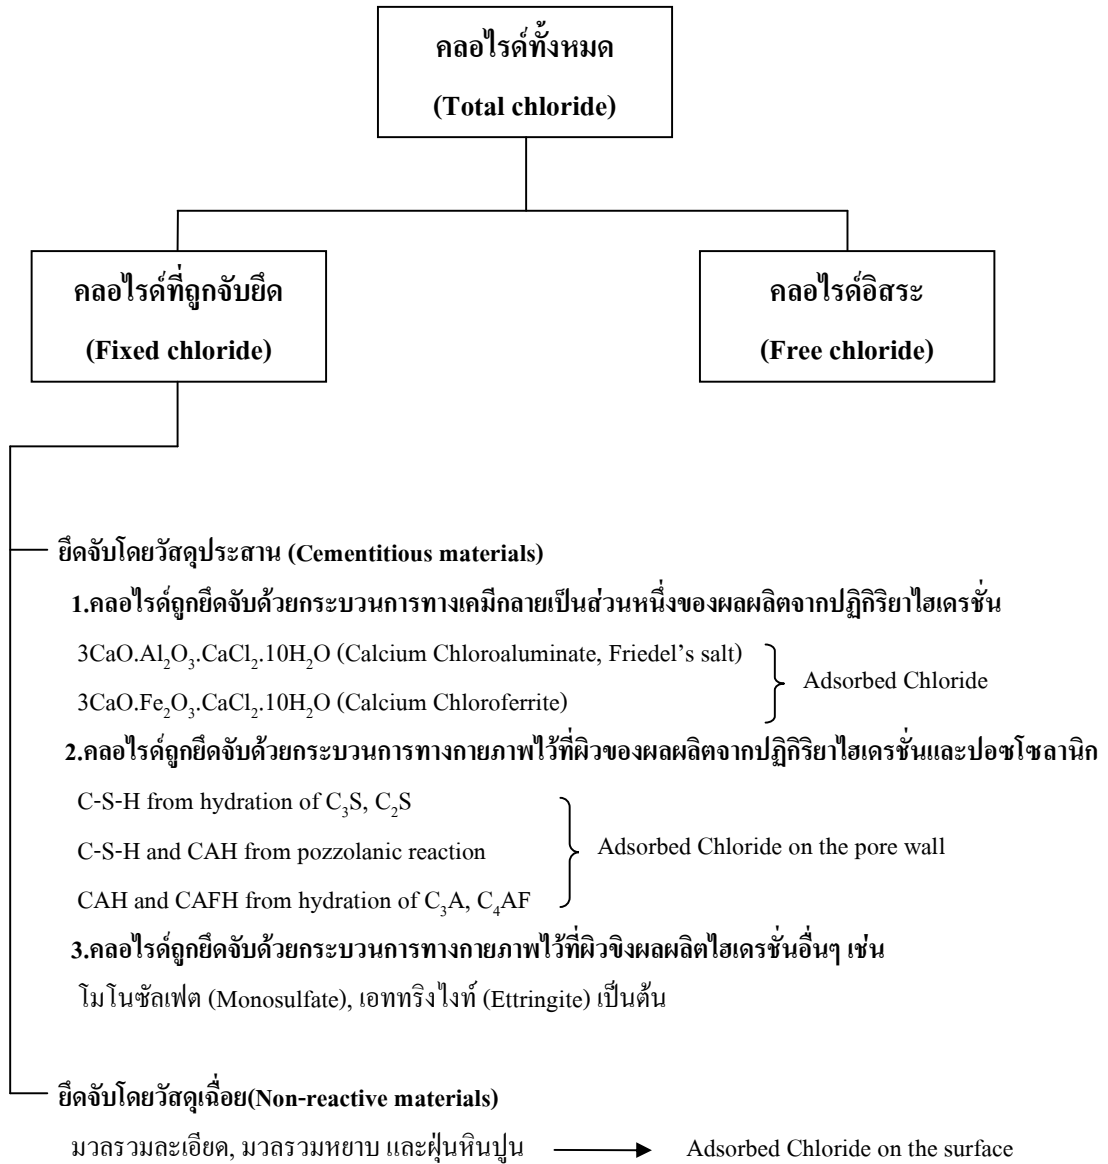 คลอไรด์ทั้งหมด
(Total chloride)
คลอไรด์ที่ถูกจับยึด
(Fixed chloride)
คลอไรด์อิสระ
(Free chloride)
ยึดจับโดยวัสดุประสาน (Cementitious materials)
1.คลอไรด์ถูกยึดจับด้วยกระบวนการทางเคมีกลายเป็นส่วนหนึ่งของผลผลิตจากปฏิกิริยาไฮเดรชั่น
3CaO.Al₂O₃.CaCl₂.10H₂O (Calcium Chloroaluminate, Friedel's salt)
3CaO.Fe₂O₃.CaCl₂.10H₂O (Calcium Chloroferrite)
Adsorbed Chloride
2.คลอไรด์ถูกยึดจับด้วยกระบวนการทางกายภาพไว้ที่ผิวของผลผลิตจากปฏิกิริยาไฮเดรชั่นและปอซโซลานิก
C-S-H from hydration of C₃S, C₂S
C-S-H and CAH from pozzolanic reaction
CAH and CAFH from hydration of C₃A, C₄AF
Adsorbed Chloride on the pore wall
3.คลอไรด์ถูกยึดจับด้วยกระบวนการทางกายภาพไว้ที่ผิวขิงผลผลิตไฮเดรชั่นอื่นๆ เช่น
โมโนซัลเฟต (Monosulfate), เอททริงไงท์ (Ettringite) เป็นต้น
ยึดจับโดยวัสดุเฉื่อย(Non-reactive materials)
มวลรวมละเอียด, มวลรวมหยาบ และฝุ่นหินปูน
Adsorbed Chloride on the surface